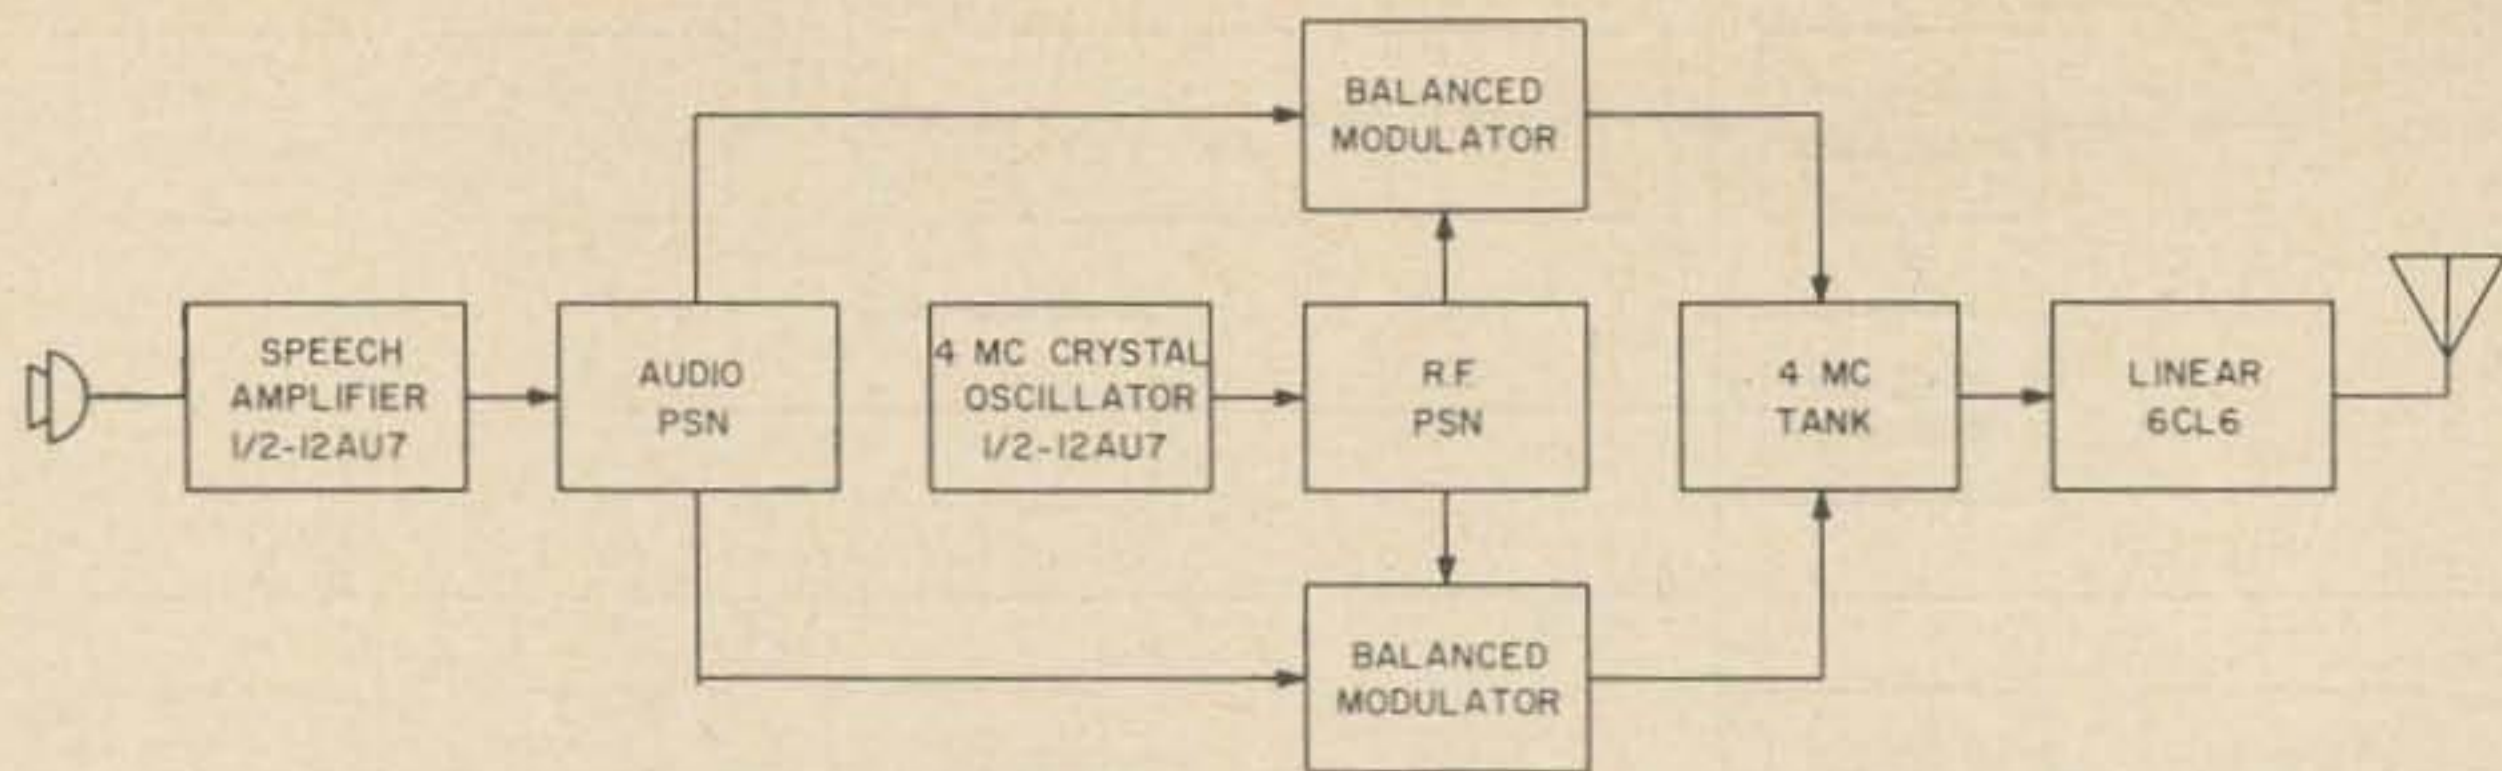 BALANCED
MODULATOR
SPEECH
AMPLIFIER
1/2-12AU7
AUDIO
PSN
4 MC CRYSTAL
OSCILLATOR
1/2-12AU7
R.F.
PSN
4 MC
TANK
LINEAR
6CL6
BALANCED
MODULATOR